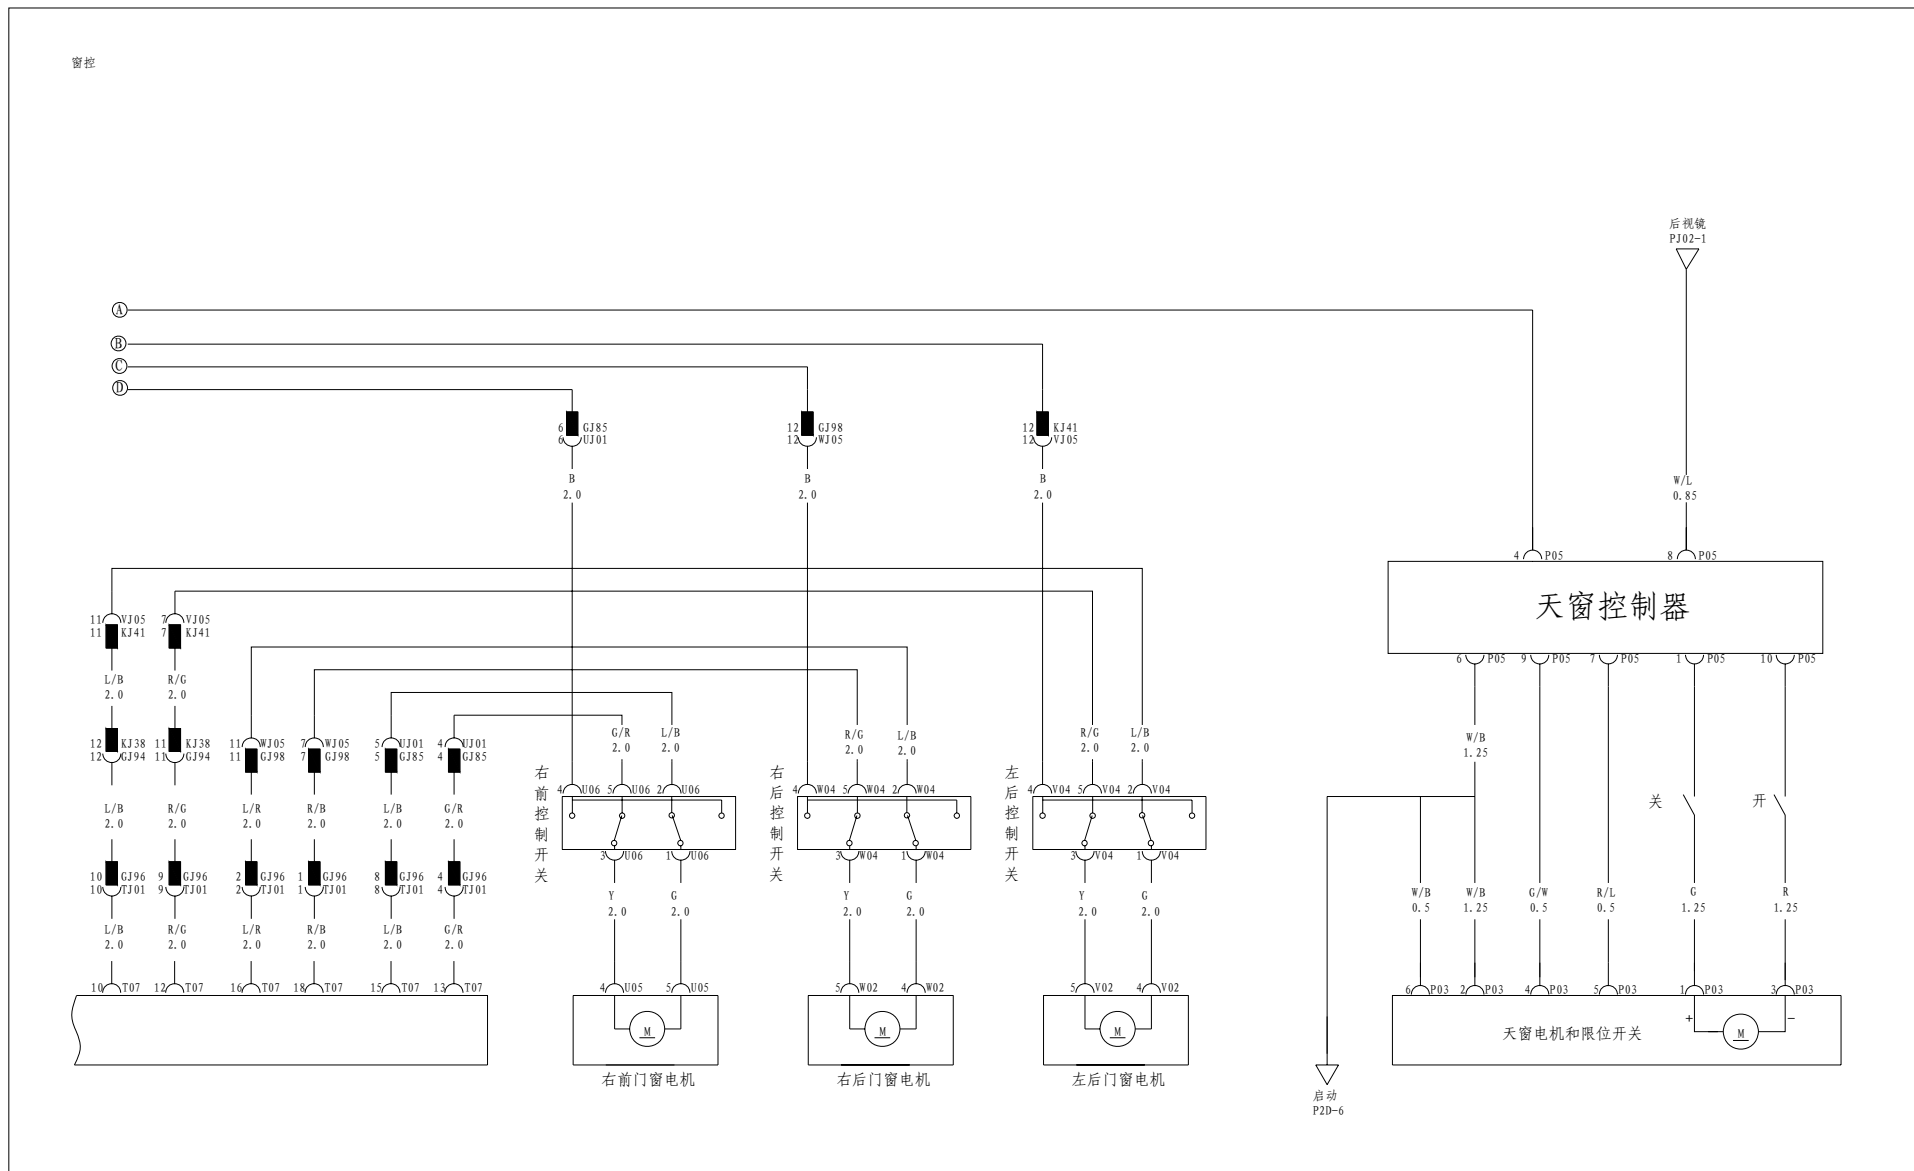 窗控
后视镜
PJ02-1
A
B
C
D
6 GJ85
6 UJ01
12 GJ98
12 WJ05
12 KJ41
12 VJ05
B
2.0
B
2.0
B
2.0
W/L
0.85
4 P05
8 P05
天窗控制器
6 P05
9 P05
7 P05
1 P05
10 P05
11 VJ05
11 KJ41
7 VJ05
7 KJ41
L/B
2.0
R/G
2.0
12 KJ38
12 GJ94
11 KJ38
11 GJ94
11 WJ05
11 GJ98
7 WJ05
7 GJ98
5 UJ01
5 GJ85
4 UJ01
4 GJ85
G/R
2.0
L/B
2.0
R/G
2.0
L/B
2.0
R/G
2.0
L/B
2.0
W/B
1.25
右前控制开关
4 U06
5 U06
2 U06
3 U06
1 U06
右后控制开关
4 W04
5 W04
2 W04
3 W04
1 W04
左后控制开关
4 V04
5 V04
2 V04
3 V04
1 V04
关
开
L/B
2.0
R/G
2.0
L/R
2.0
R/B
2.0
L/B
2.0
G/R
2.0
10 GJ96
10 TJ01
9 GJ96
9 TJ01
2 GJ96
2 TJ01
1 GJ96
1 TJ01
8 GJ96
8 TJ01
4 GJ96
4 TJ01
Y
2.0
G
2.0
Y
2.0
G
2.0
Y
2.0
G
2.0
W/B
0.5
W/B
1.25
G/W
0.5
R/L
0.5
G
1.25
R
1.25
L/B
2.0
R/G
2.0
L/R
2.0
R/B
2.0
L/B
2.0
G/R
2.0
10 T07
12 T07
16 T07
18 T07
15 T07
13 T07
4 U05
5 U05
5 W02
4 W02
5 V02
4 V02
6 P03
2 P03
4 P03
5 P03
1 P03
3 P03
M
M
M
+
M
-
天窗电机和限位开关
右前门窗电机
右后门窗电机
左后门窗电机
启动
P2D-6